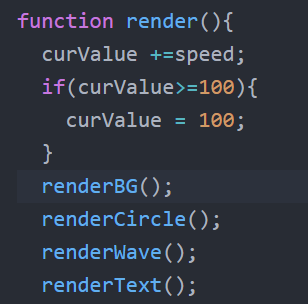 function render(){
  curValue +=speed;
  if(curValue>=100){
    curValue = 100;
  }
  renderBG();
  renderCircle();
  renderWave();
  renderText();